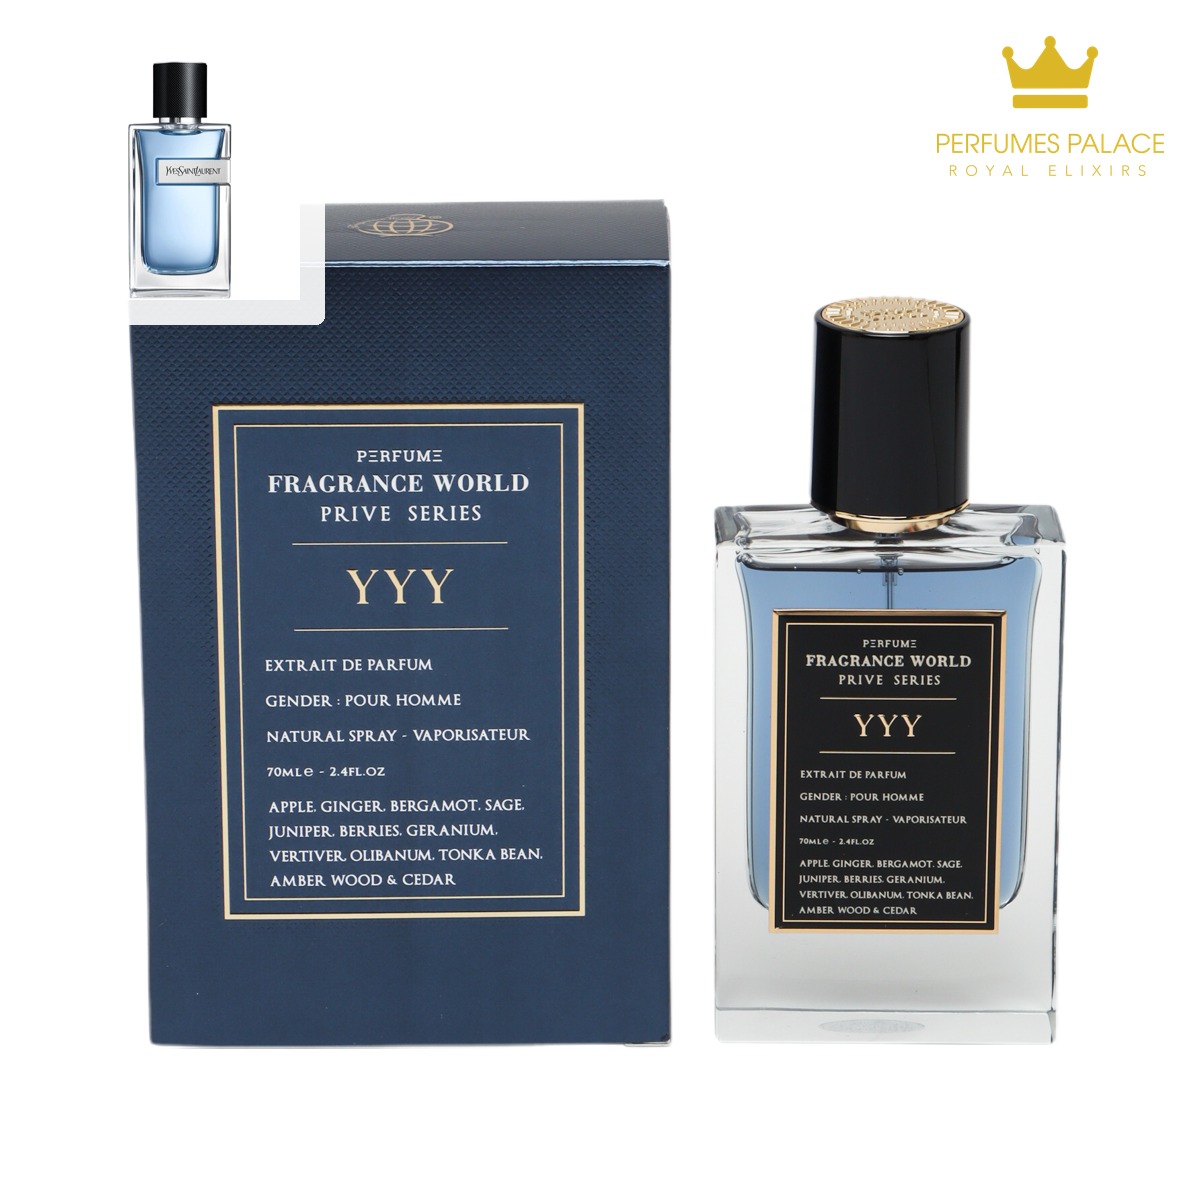 PERFUMES PALACE
ROYAL ELIXIRS
YVESSAINTLAURENT
PERFUME
FRAGRANCE WORLD
PRIVE SERIES
YYY
EXTRAIT DE PARFUM
GENDER : POUR HOMME
NATURAL SPRAY - VAPORISATEUR
70ML℮ - 2.4FL.OZ
APPLE, GINGER, BERGAMOT, SAGE,
JUNIPER, BERRIES, GERANIUM,
VERTIVER, OLIBANUM, TONKA BEAN,
AMBER WOOD & CEDAR
PERFUME
FRAGRANCE WORLD
PRIVE SERIES
YYY
EXTRAIT DE PARFUM
GENDER : POUR HOMME
NATURAL SPRAY - VAPORISATEUR
70ML℮ - 2.4FL.OZ
APPLE, GINGER, BERGAMOT, SAGE,
JUNIPER, BERRIES, GERANIUM,
VERTIVER, OLIBANUM, TONKA BEAN,
AMBER WOOD & CEDAR